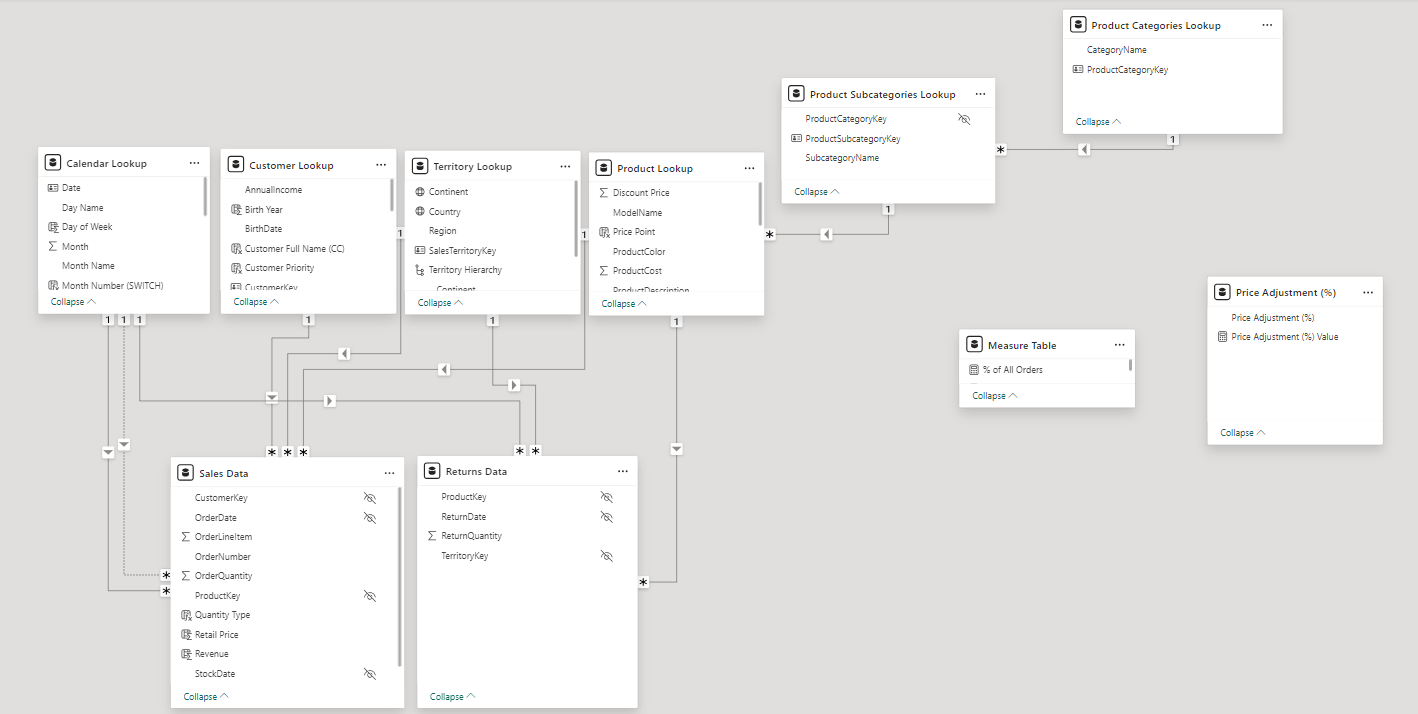 Product Categories Lookup
CategoryName
ProductCategoryKey
Collapse
1
Product Subcategories Lookup
ProductCategoryKey
ProductSubcategoryKey
SubcategoryName
Collapse
*
1
Calendar Lookup
Date
Day Name
Day of Week
Month
Month Name
Month Number (SWITCH)
Collapse
1
1
1
Customer Lookup
AnnualIncome
Birth Year
BirthDate
Customer Full Name (CC)
Customer Priority
CustomerKey
Collapse
1
Territory Lookup
Continent
Country
Region
SalesTerritoryKey
Territory Hierarchy
Continent
Collapse
1
1
Product Lookup
Discount Price
ModelName
Price Point
ProductColor
ProductCost
ProductDescription
Collapse
*
1
1
Measure Table
% of All Orders
Collapse
Price Adjustment (%)
Price Adjustment (%)
Price Adjustment (%) Value
Collapse
* * *
Sales Data
CustomerKey
OrderDate
OrderLineItem
OrderNumber
OrderQuantity
ProductKey
Quantity Type
Retail Price
Revenue
StockDate
Collapse
*
*
* *
Returns Data
ProductKey
ReturnDate
ReturnQuantity
TerritoryKey
Collapse
*